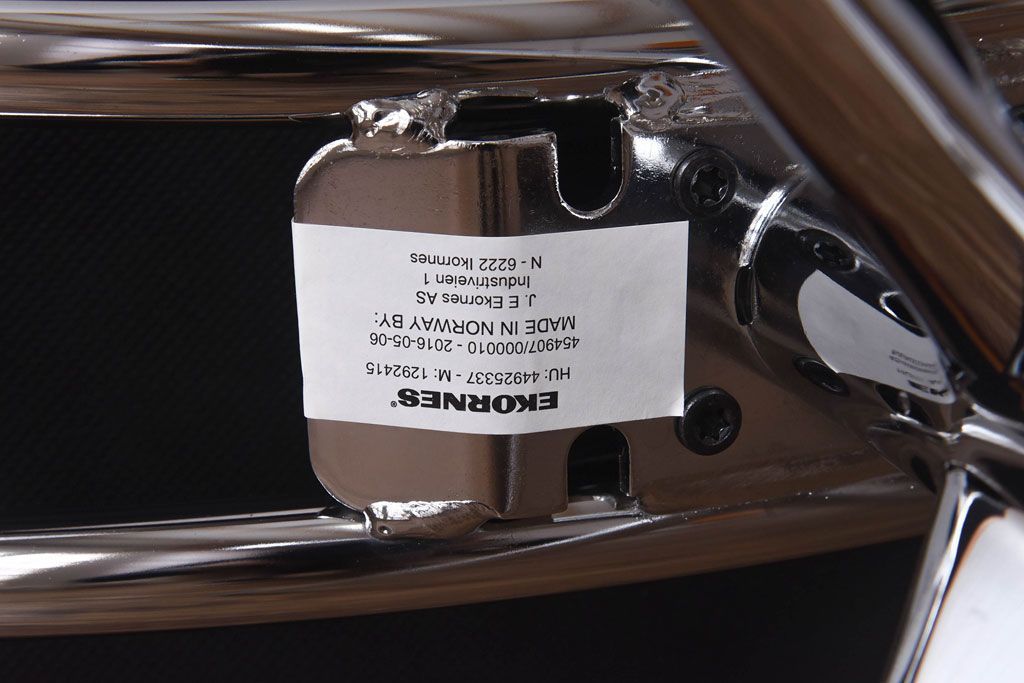 EKORNES®
HU: 44925337 - M: 1292415
454907/000010 - 2016-05-06
MADE IN NORWAY BY:
J. E Ekornes AS
Industriveien 1
N - 6222 Ikornnes